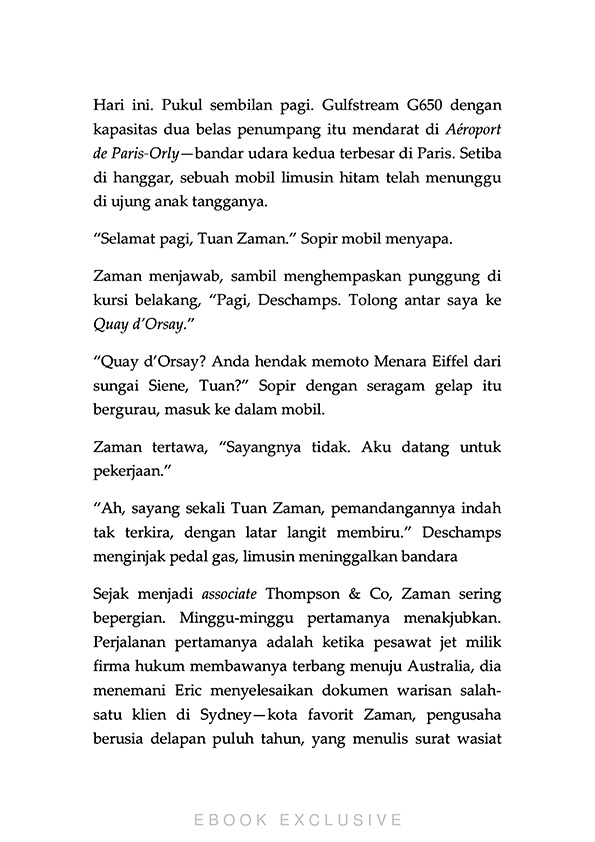 Hari ini. Pukul sembilan pagi. Gulfstream G650 dengan
kapasitas dua belas penumpang itu mendarat di Aéroport
de Paris-Orly—bandar udara kedua terbesar di Paris. Setiba
di hanggar, sebuah mobil limusin hitam telah menunggu
di ujung anak tangganya.
“Selamat pagi, Tuan Zaman.” Sopir mobil menyapa.
Zaman menjawab, sambil menghempaskan punggung di
kursi belakang, “Pagi, Deschamps. Tolong antar saya ke
Quay d’Orsay.”
“Quay d’Orsay? Anda hendak memoto Menara Eiffel dari
sungai Siene, Tuan?” Sopir dengan seragam gelap itu
bergurau, masuk ke dalam mobil.
Zaman tertawa, “Sayangnya tidak. Aku datang untuk
pekerjaan.”
“Ah, sayang sekali Tuan Zaman, pemandangannya indah
tak terkira, dengan latar langit membiru.” Deschamps
menginjak pedal gas, limusin meninggalkan bandara
Sejak menjadi associate Thompson & Co, Zaman sering
bepergian. Minggu-minggu pertamanya menakjubkan.
Perjalanan pertamanya adalah ketika pesawat jet milik
firma hukum membawanya terbang menuju Australia, dia
menemani Eric menyelesaikan dokumen warisan salah-
satu klien di Sydney—kota favorit Zaman, pengusaha
berusia delapan puluh tahun, yang menulis surat wasiat
EBOOK EXCLUSIVE